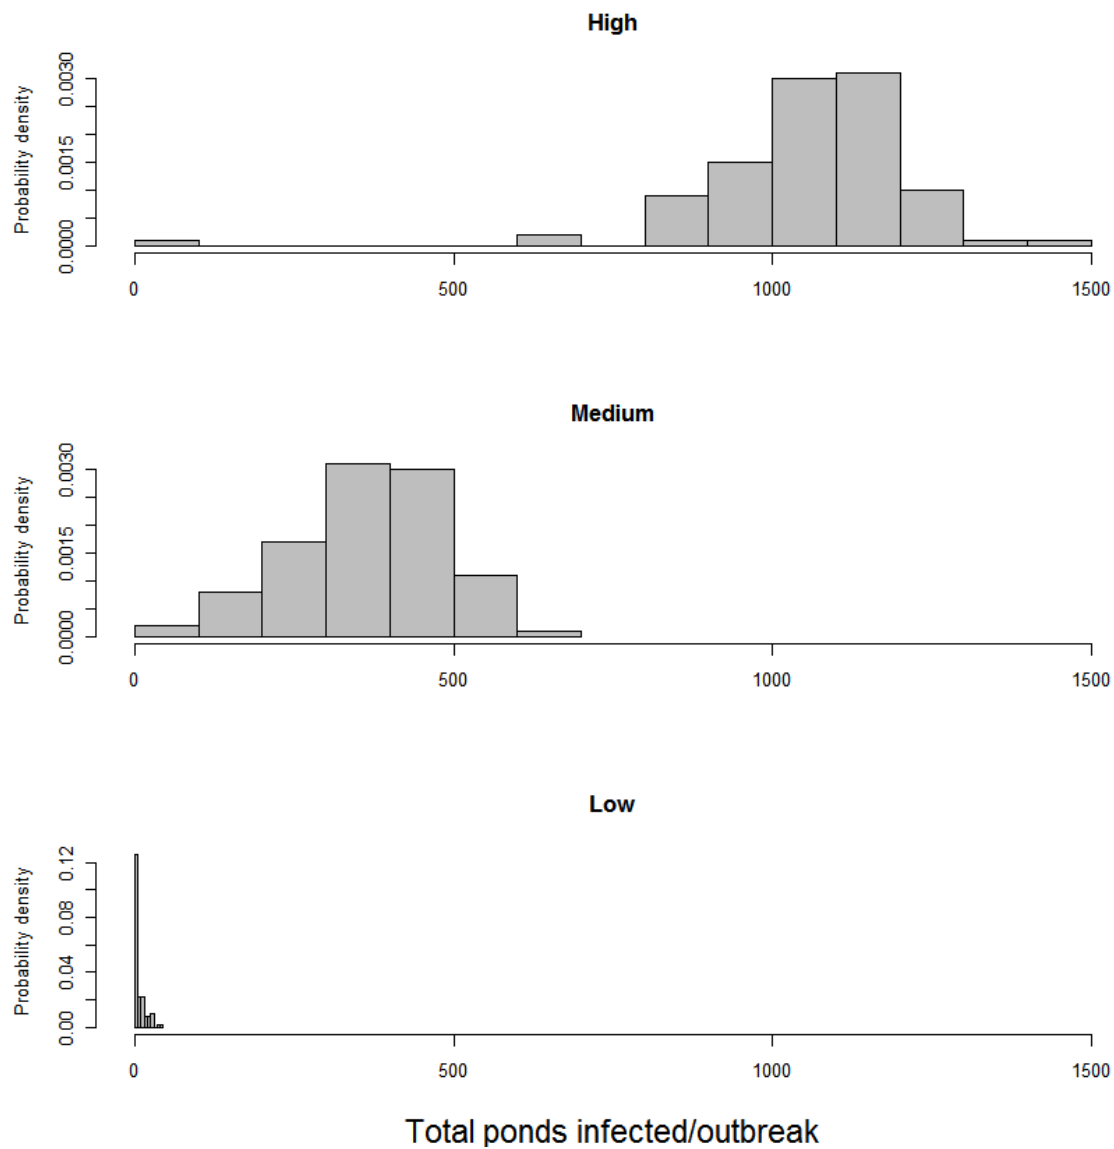 High
Probability density
0.0030
0.0015
0.0000
0 500 1000 1500
Medium
Probability density
0.0030
0.0015
0.0000
0 500 1000 1500
Low
Probability density
0.12
0.08
0.04
0.00
0 500 1000 1500
Total ponds infected/outbreak